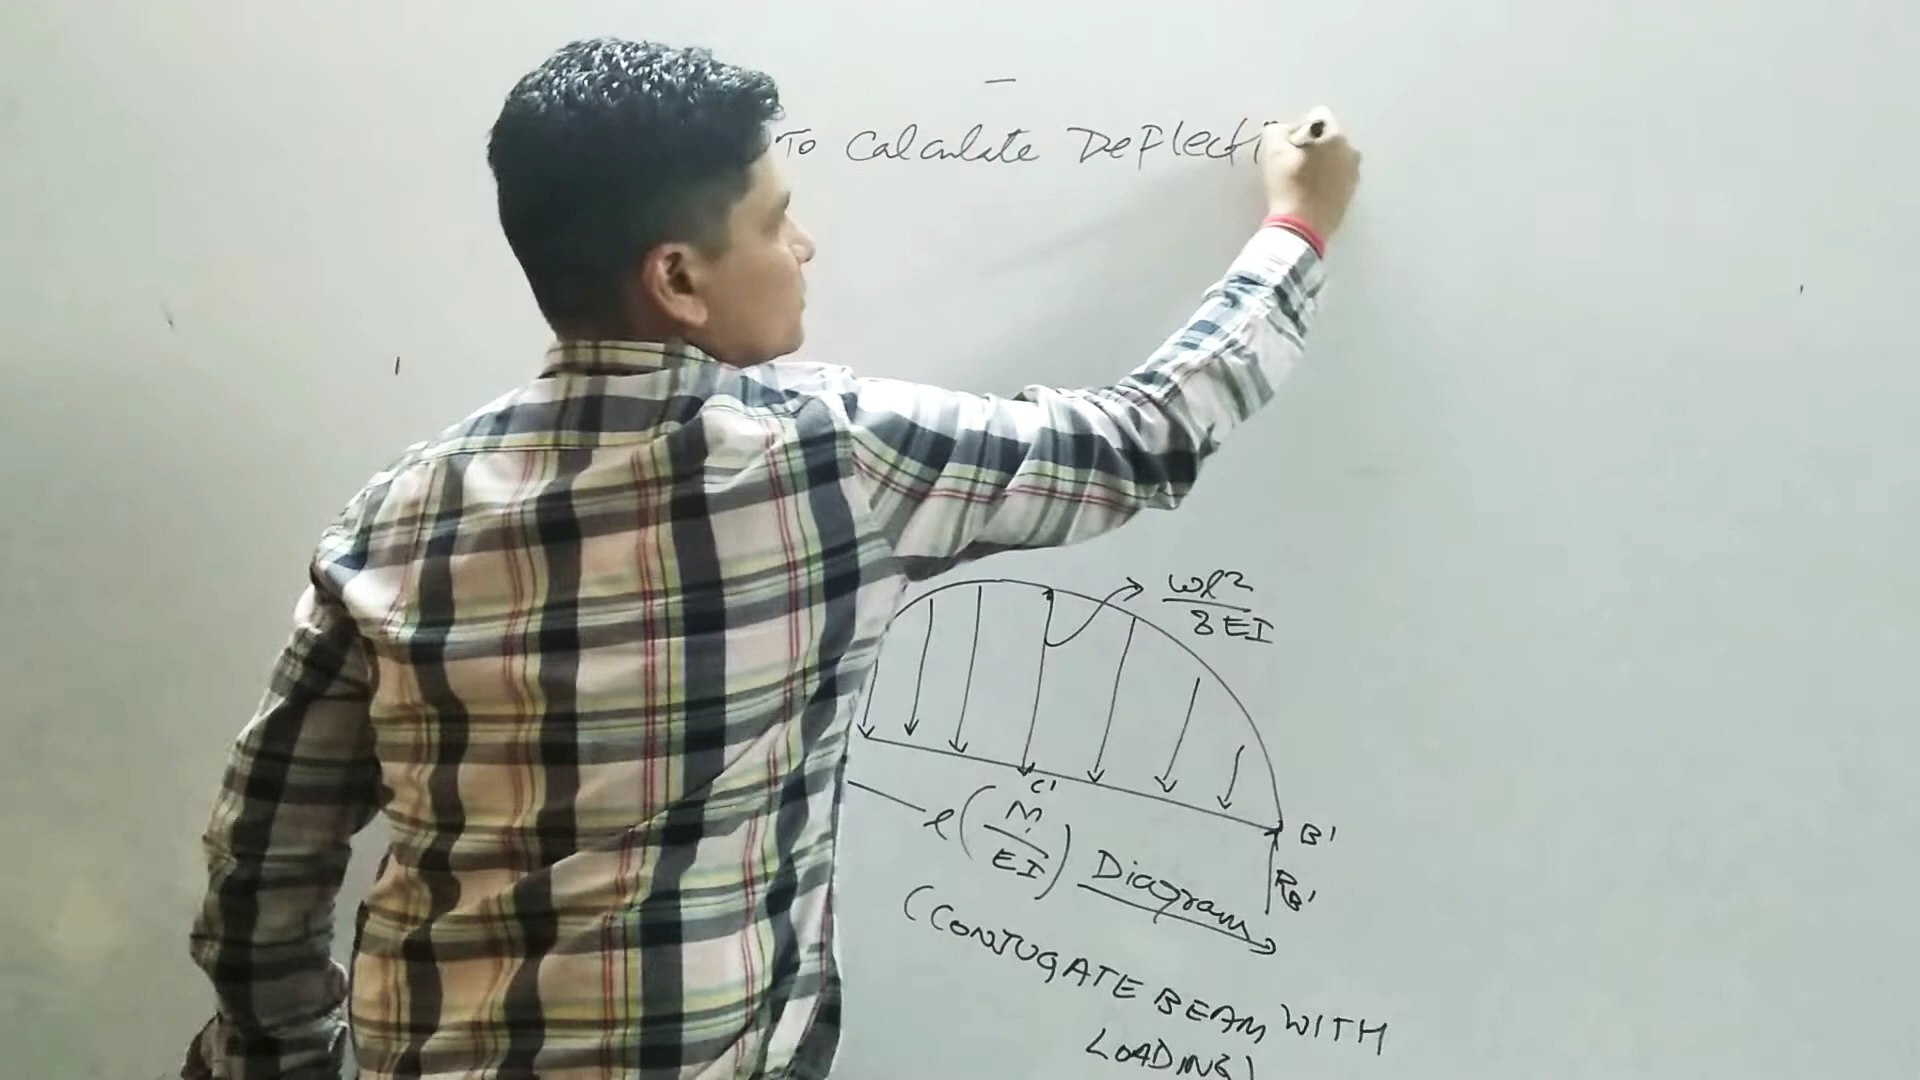 To Calculate Deflecti
wl²
8EI
C'
l (M/EI) Diagram
B'
RB'
(CONJUGATE BEAM WITH
LOADING)